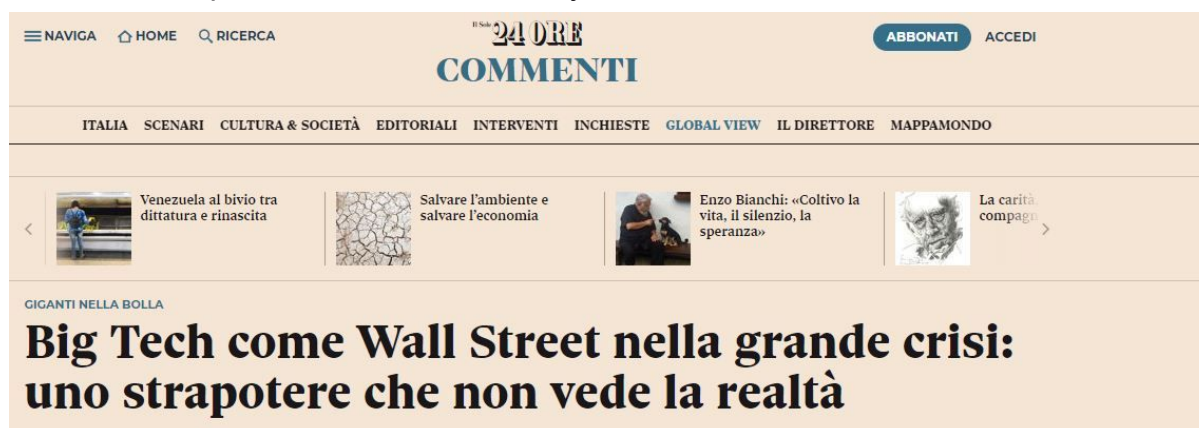 NAVIGA HOME RICERCA
Il Sole 24 ORE
ABBONATI ACCEDI
COMMENTI
ITALIA SCENARI CULTURA & SOCIETÀ EDITORIALI INTERVENTI INCHIESTE GLOBAL VIEW IL DIRETTORE MAPPAMONDO
Venezuela al bivio tra
dittatura e rinascita
Salvare l'ambiente e
salvare l'economia
Enzo Bianchi: «Coltivo la
vita, il silenzio, la
speranza»
La carità,
compagn
GIGANTI NELLA BOLLA
Big Tech come Wall Street nella grande crisi:
uno strapotere che non vede la realtà